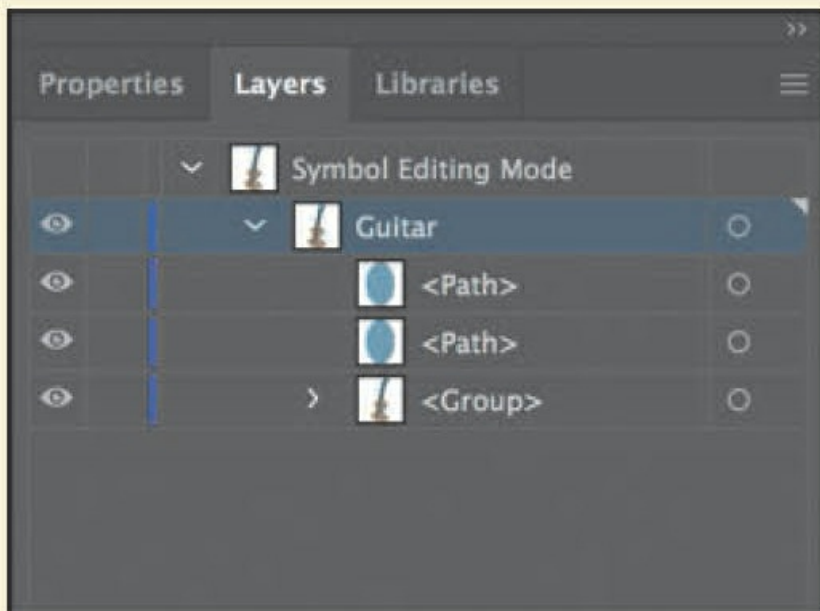 Properties Layers Libraries
Symbol Editing Mode
Guitar
<Path>
<Path>
<Group>